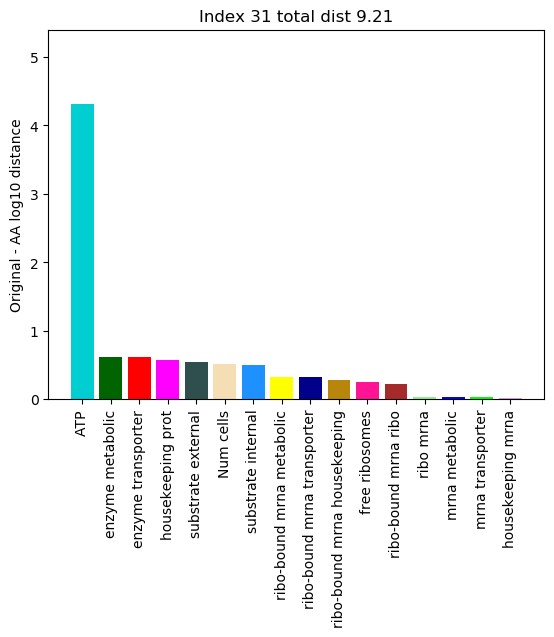 Index 31 total dist 9.21
Original - AA log10 distance
5
4
3
2
1
0
ATP
enzyme metabolic
enzyme transporter
housekeeping prot
substrate external
Num cells
substrate internal
ribo-bound mrna metabolic
ribo-bound mrna transporter
ribo-bound mrna housekeeping
free ribosomes
ribo-bound mrna ribo
ribo mrna
mrna metabolic
mrna transporter
housekeeping mrna